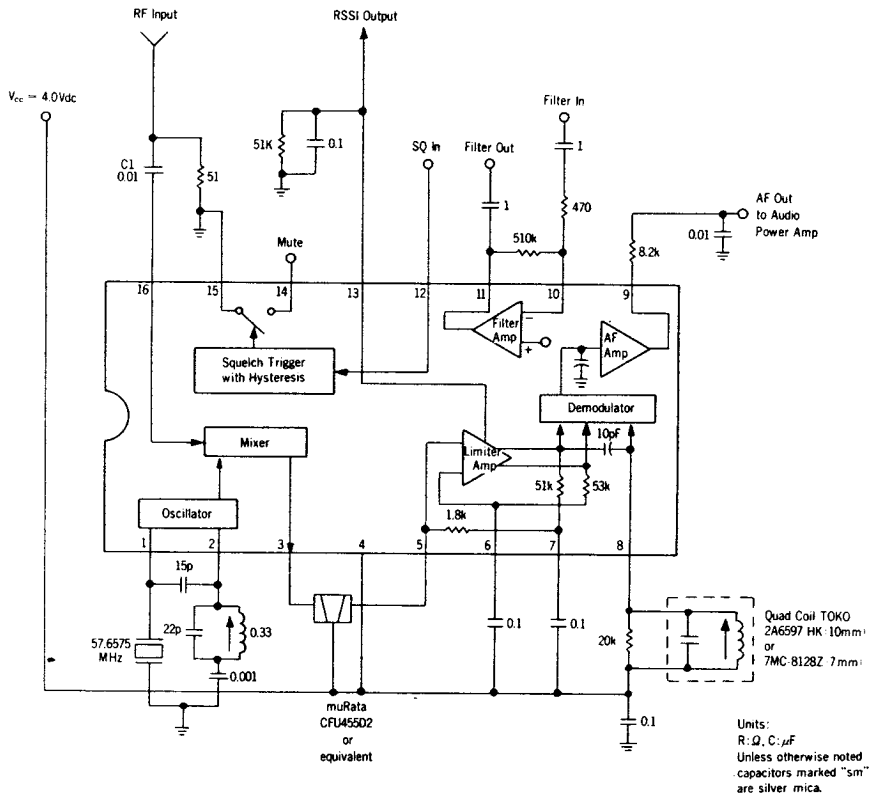 RF Input
RSSI Output
Vcc = 4.0Vdc
Filter In
51K
0.1
SQ In
Filter Out
1
C1
0.01
51
1
470
AF Out
to Audio
Power Amp
0.01
510k
8.2k
Mute
16
15
14
13
12
11
10
9
Filter
Amp
−
+
AF
Amp
Squelch Trigger
with Hysteresis
Demodulator
Mixer
Limiter
Amp
10pF
51k
53k
Oscillator
1.8k
1
2
3
4
5
6
7
8
15p
22p
0.33
0.001
57.6575
MHz
0.1
0.1
20k
Quad Coil TOKO
2A6597 HK (10mm)
or
7MC-8128Z (7mm)
muRata
CFU455D2
or
equivalent
0.1
Units:
R:Ω, C:μF
Unless otherwise noted
capacitors marked "sm"
are silver mica.